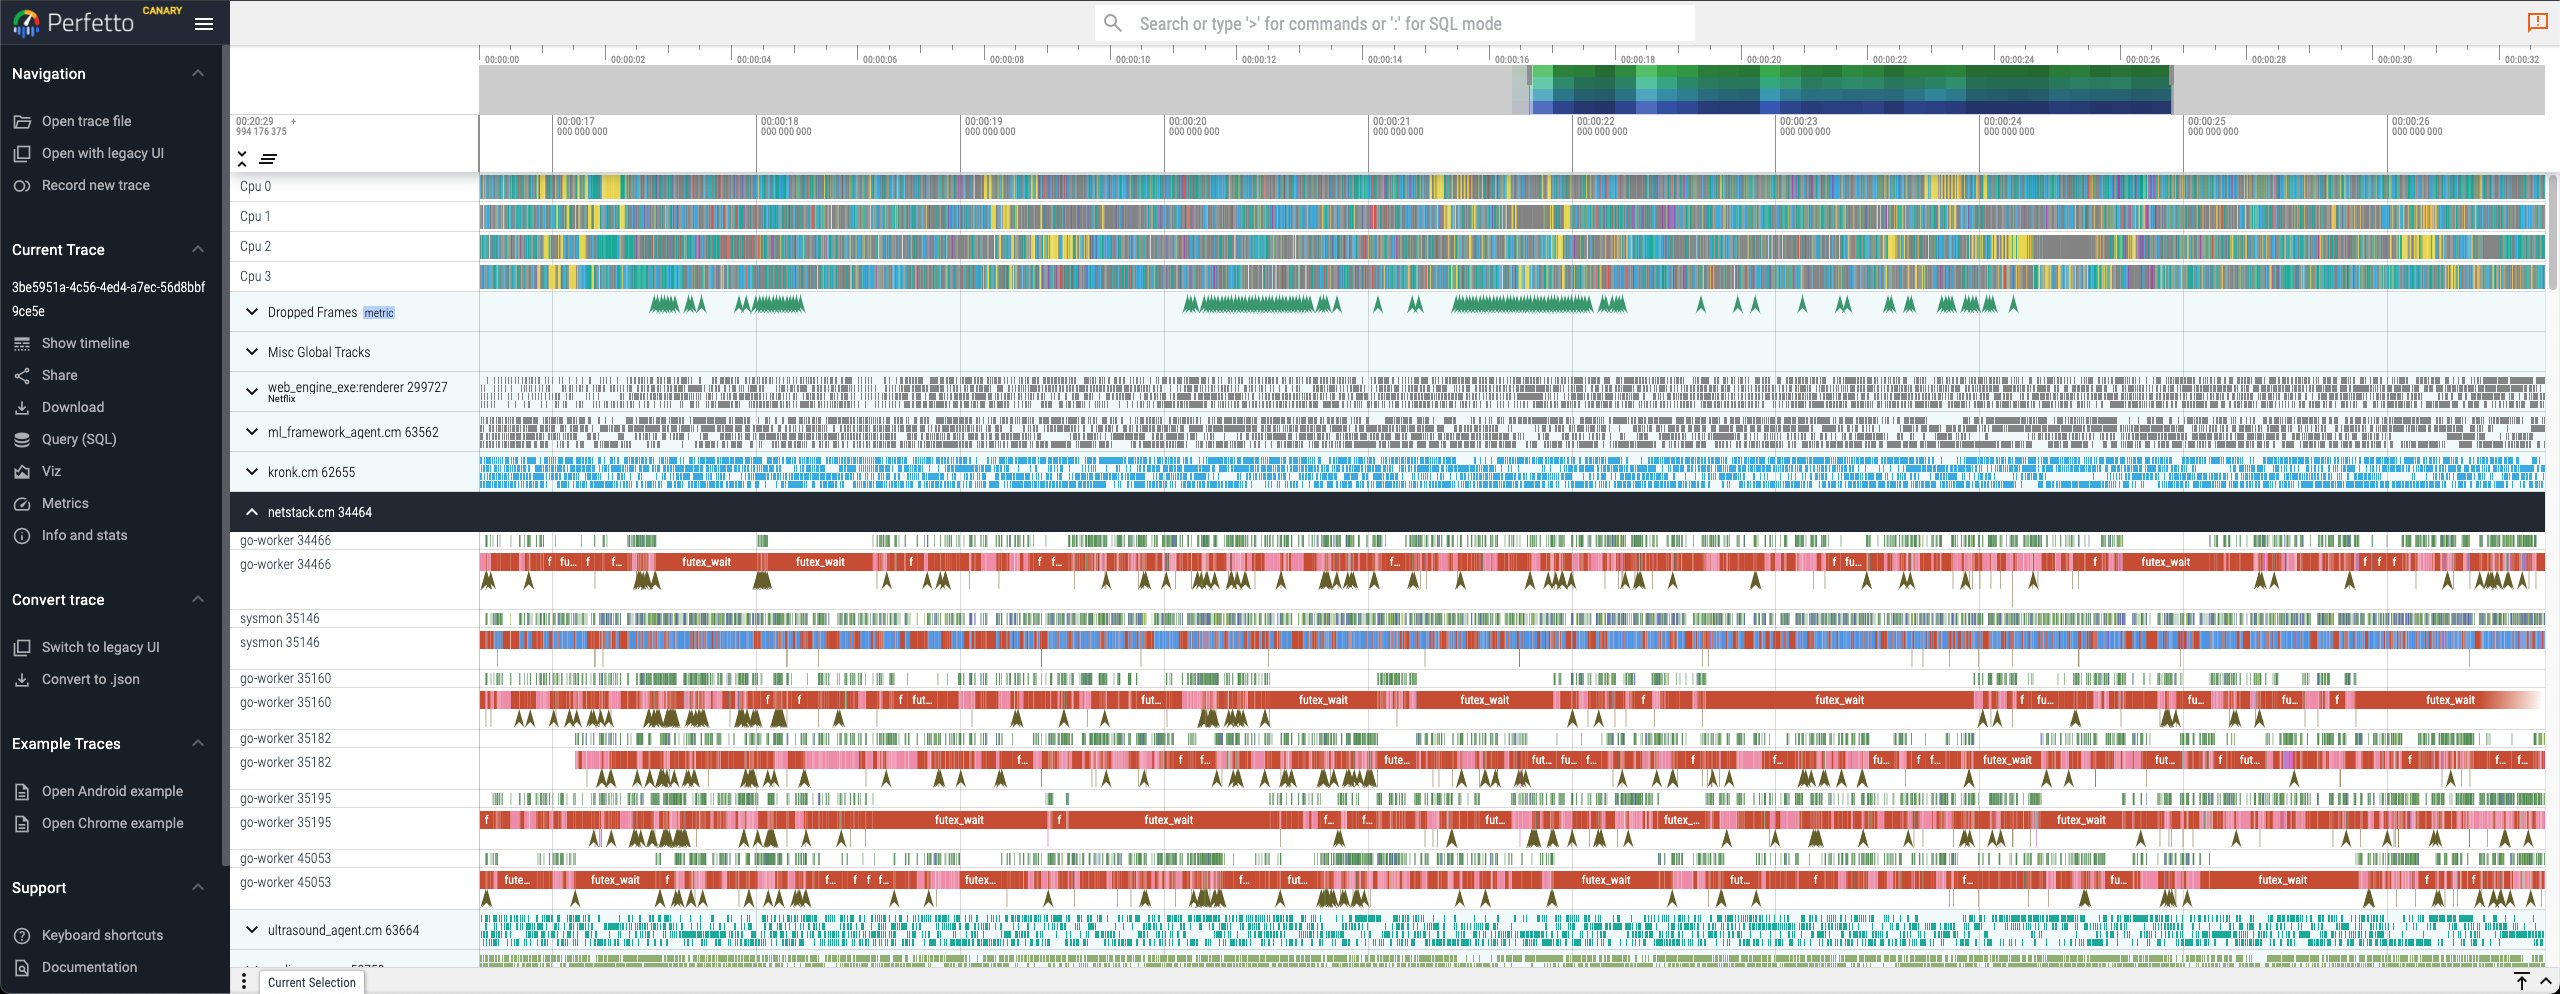 Perfetto
CANARY
Search or type '>' for commands or ':' for SQL mode
Navigation
Open trace file
Open with legacy UI
Record new trace
Current Trace
3be5951a-4c56-4ed4-a7ec-56d8bbf
9ce5e
Show timeline
Share
Download
Query (SQL)
Viz
Metrics
Info and stats
Convert trace
Switch to legacy UI
Convert to .json
Example Traces
Open Android example
Open Chrome example
Support
Keyboard shortcuts
Documentation
00:00:00 00:00:02 00:00:04 00:00:06 00:00:08 00:00:10 00:00:12 00:00:14 00:00:16 00:00:18 00:00:20 00:00:22 00:00:24 00:00:26 00:00:28 00:00:30 00:00:32
00:20:29 + 00:00:17 00:00:18 00:00:19 00:00:20 00:00:21 00:00:22 00:00:23 00:00:24 00:00:25 00:00:26
994 176 375 000 000 000 000 000 000 000 000 000 000 000 000 000 000 000 000 000 000 000 000 000 000 000 000 000 000 000 000 000
Cpu 0
Cpu 1
Cpu 2
Cpu 3
Dropped Frames metric
Misc Global Tracks
web_engine_exe:renderer 299727
Netflix
ml_framework_agent.cm 63562
kronk.cm 62655
netstack.cm 34464
go-worker 34466
go-worker 34466 f fu... f f... futex_wait futex_wait f f f f... f fu... f futex_wait f f f
sysmon 35146
sysmon 35146
go-worker 35160
go-worker 35160 f f f fut... fut... futex_wait futex_wait f futex_wait f fu... fu... fu... f futex_wait
go-worker 35182
go-worker 35182 f... f f... fute... fut... fu... f... f f... fu... f f... futex_wait fut... f fut... f f... f...
go-worker 35195
go-worker 35195 f futex_wait f futex_wait f... f... fut... futex_... futex_wait
go-worker 45053
go-worker 45053 fute... futex_wait f f... f f f... futex... f... fut... futex_wait fut... f f... fu... futex_wait f f
ultrasound_agent.cm 63664
Current Selection